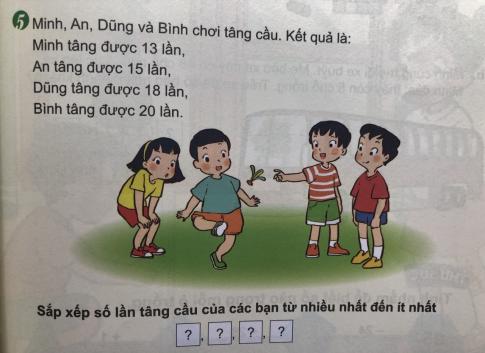 5 Minh, An, Dũng và Bình chơi tâng cầu. Kết quả là:
Minh tâng được 13 lần,
An tâng được 15 lần,
Dũng tâng được 18 lần,
Bình tâng được 20 lần.
Sắp xếp số lần tâng cầu của các bạn từ nhiều nhất đến ít nhất
?, ?, ?, ?